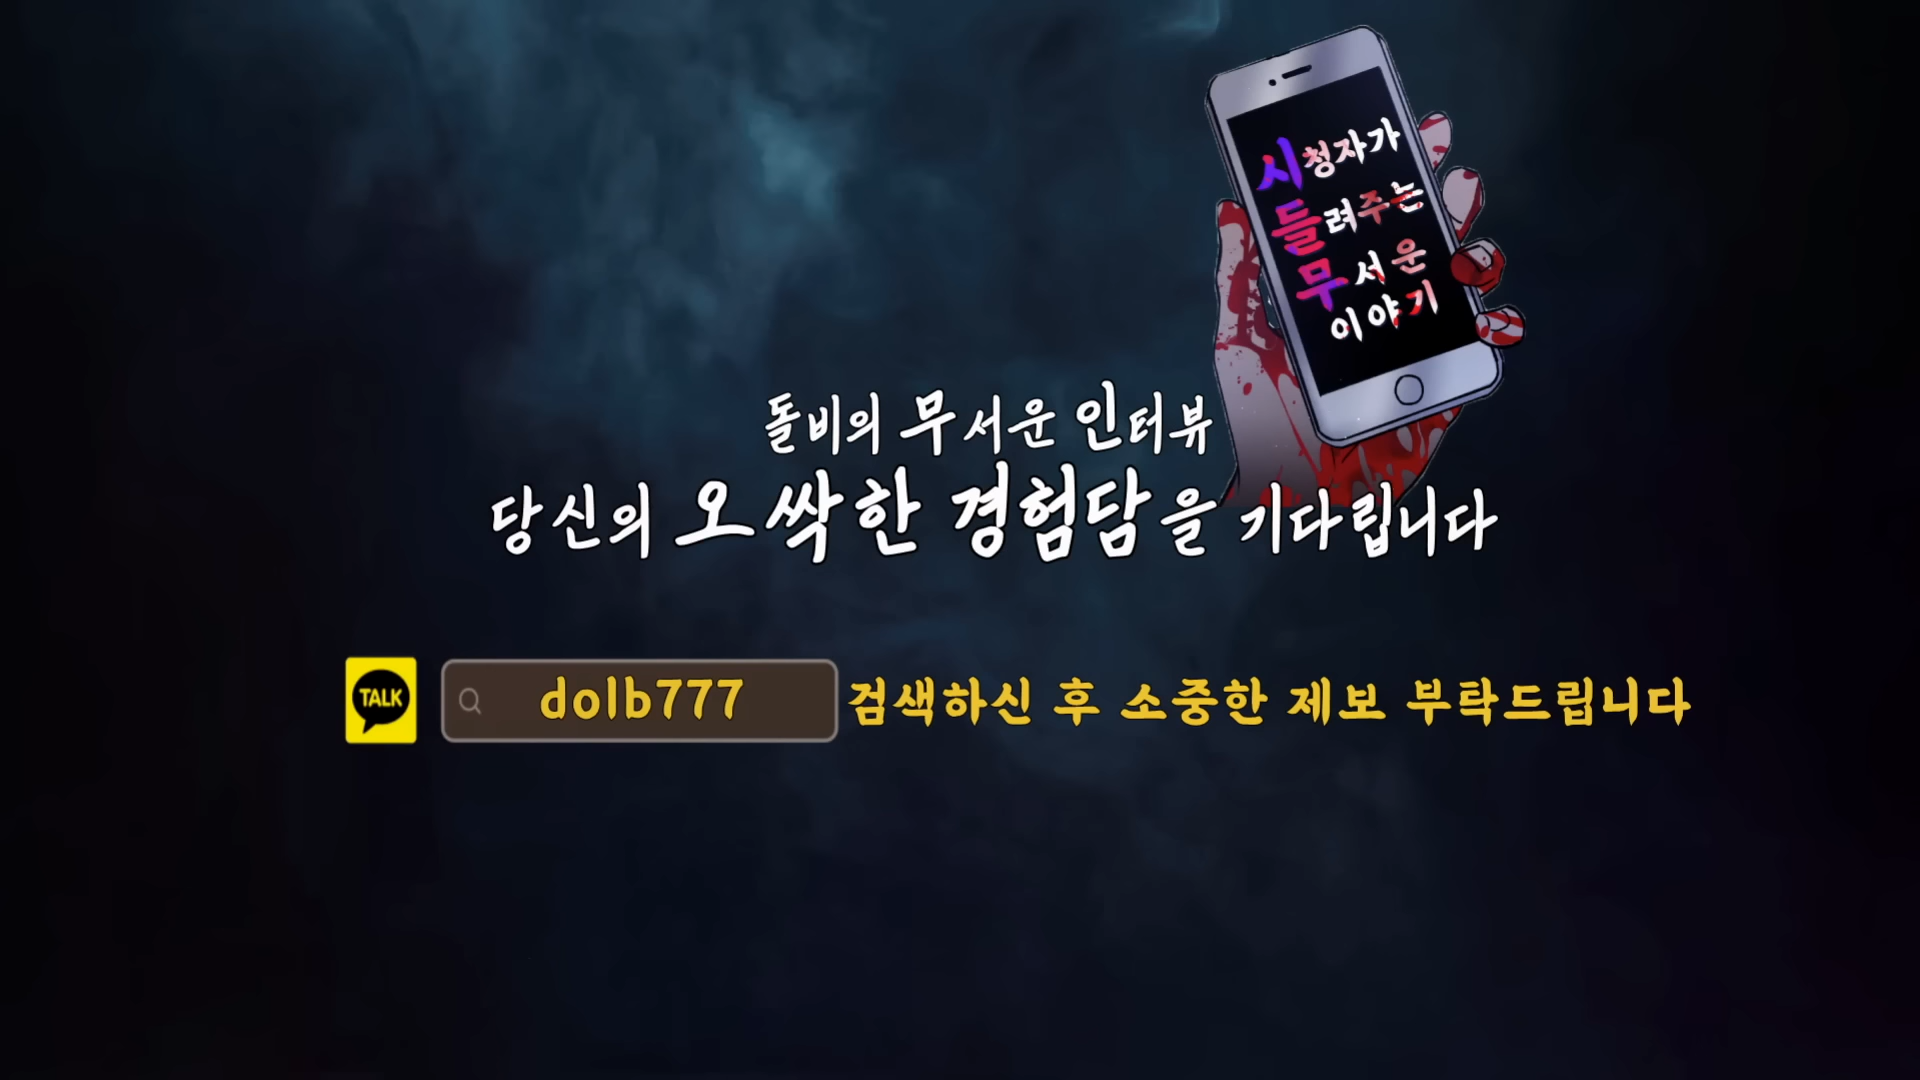 시청자가
들려주는
무서운
이야기
돌비의 무서운 인터뷰
당신의 오싹한 경험담을 기다립니다
TALK
dolb777 검색하신 후 소중한 제보 부탁드립니다